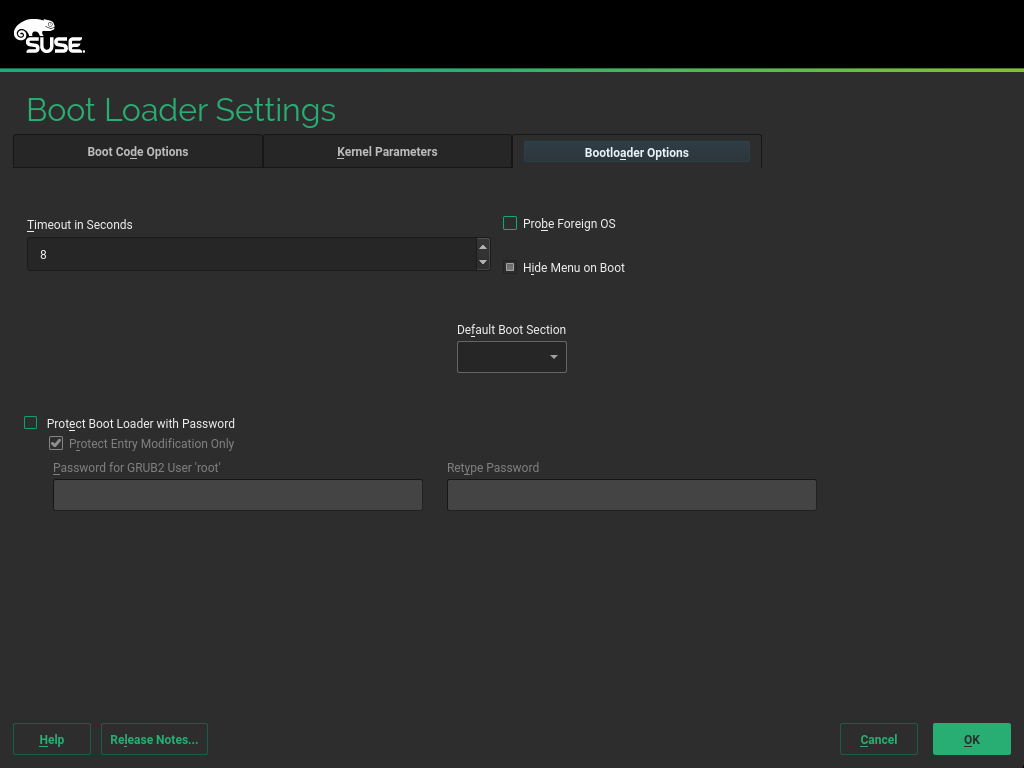 SUSE.
Boot Loader Settings
Boot Code Options Kernel Parameters Bootloader Options
Timeout in Seconds
8
Probe Foreign OS
Hide Menu on Boot
Default Boot Section
Protect Boot Loader with Password
Protect Entry Modification Only
Password for GRUB2 User 'root' Retype Password
Help Release Notes... Cancel OK